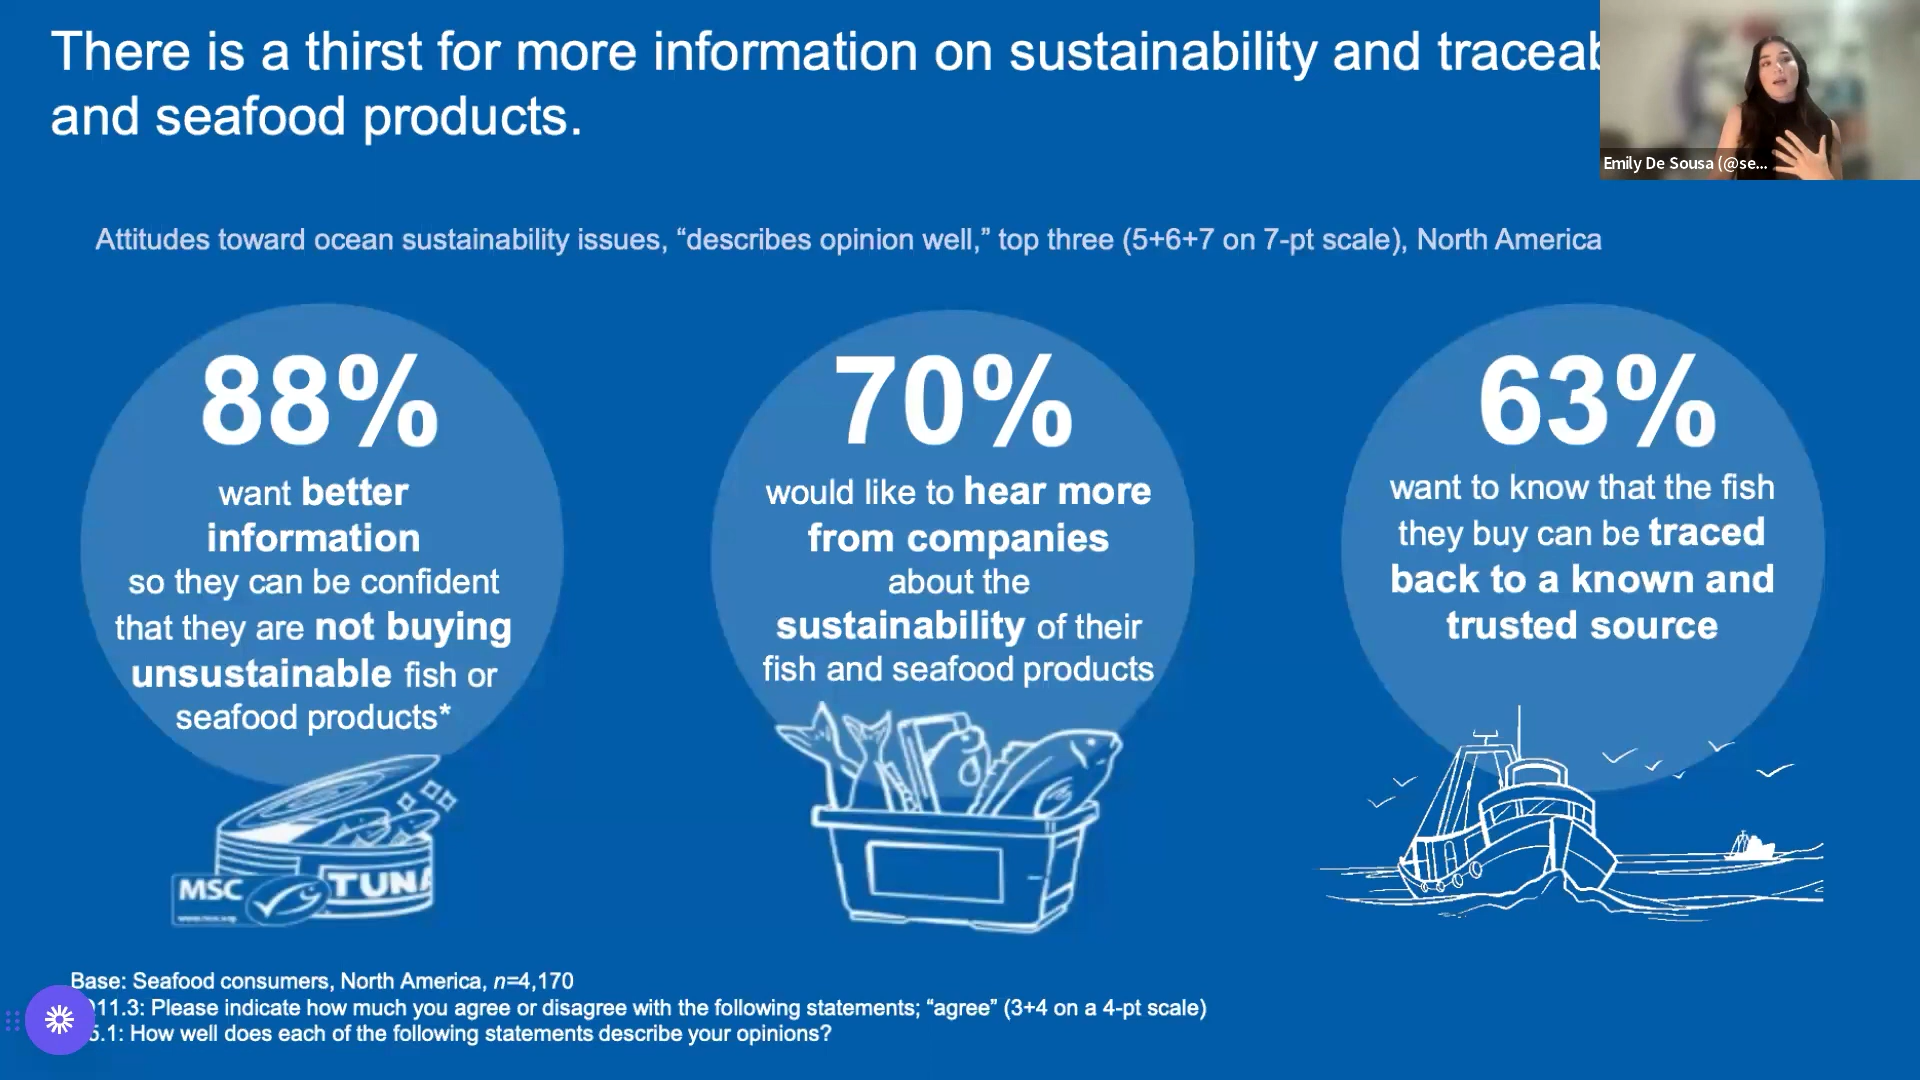 There is a thirst for more information on sustainability and traceab
and seafood products.
Emily De Sousa (@se...
Attitudes toward ocean sustainability issues, “describes opinion well,” top three (5+6+7 on 7-pt scale), North America
88%
want better
information
so they can be confident
that they are not buying
unsustainable fish or
seafood products*
70%
would like to hear more
from companies
about the
sustainability of their
fish and seafood products
63%
want to know that the fish
they buy can be traced
back to a known and
trusted source
MSC
TUNA
Base: Seafood consumers, North America, n=4,170
11.3: Please indicate how much you agree or disagree with the following statements; “agree” (3+4 on a 4-pt scale)
5.1: How well does each of the following statements describe your opinions?